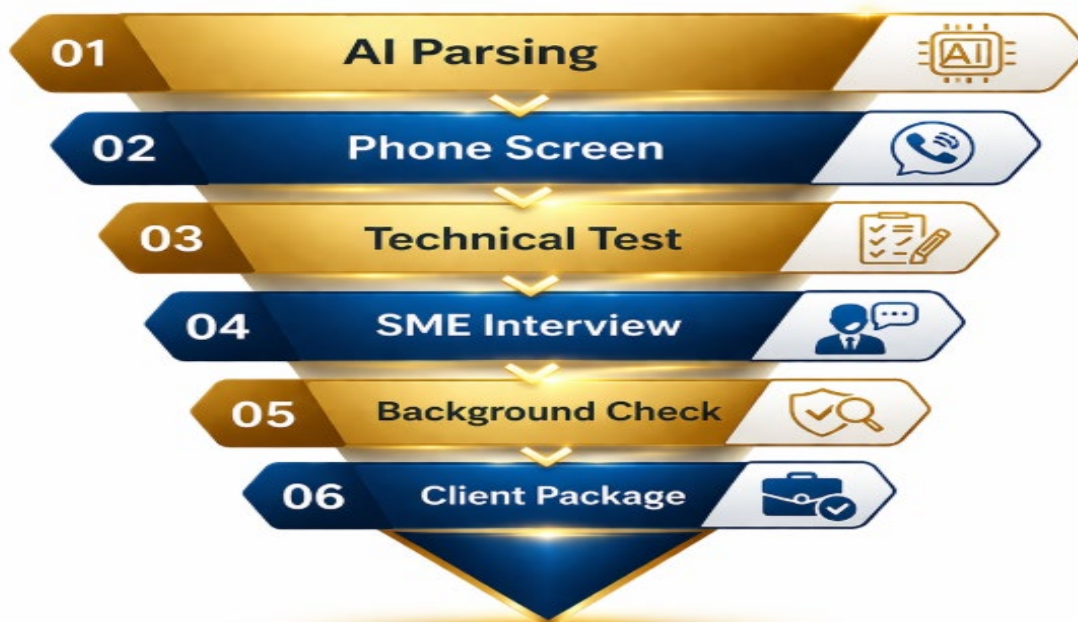 01 AI Parsing AI
02 Phone Screen
03 Technical Test
04 SME Interview
05 Background Check
06 Client Package